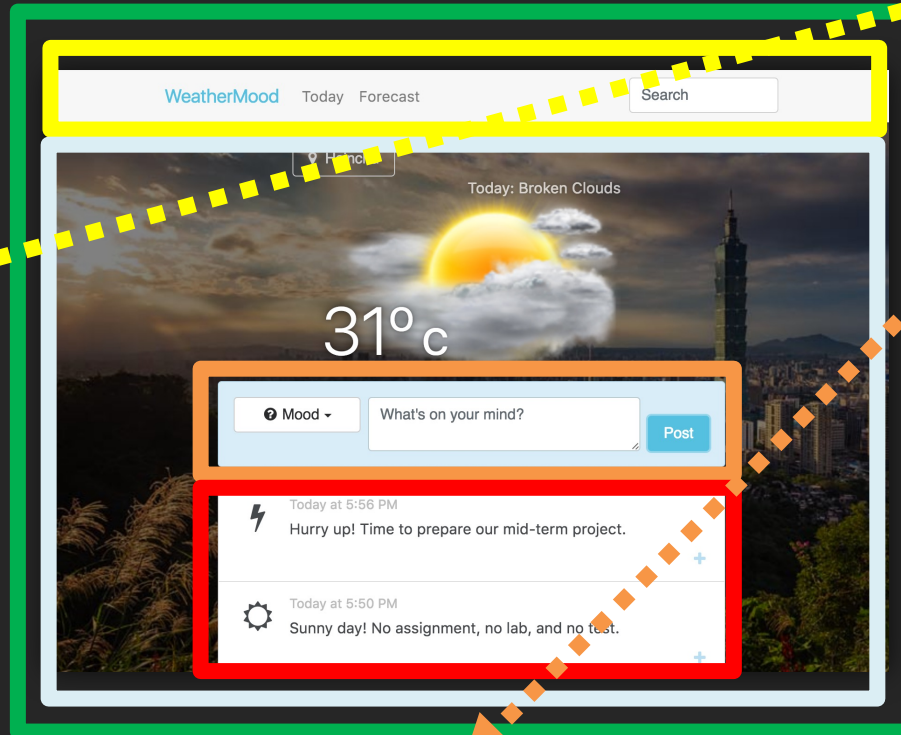 WeatherMood Today Forecast Search
Today: Broken Clouds
31º c
Mood What's on your mind? Post
Today at 5:56 PM
Hurry up! Time to prepare our mid-term project.
+
Today at 5:50 PM
Sunny day! No assignment, no lab, and no test.
+